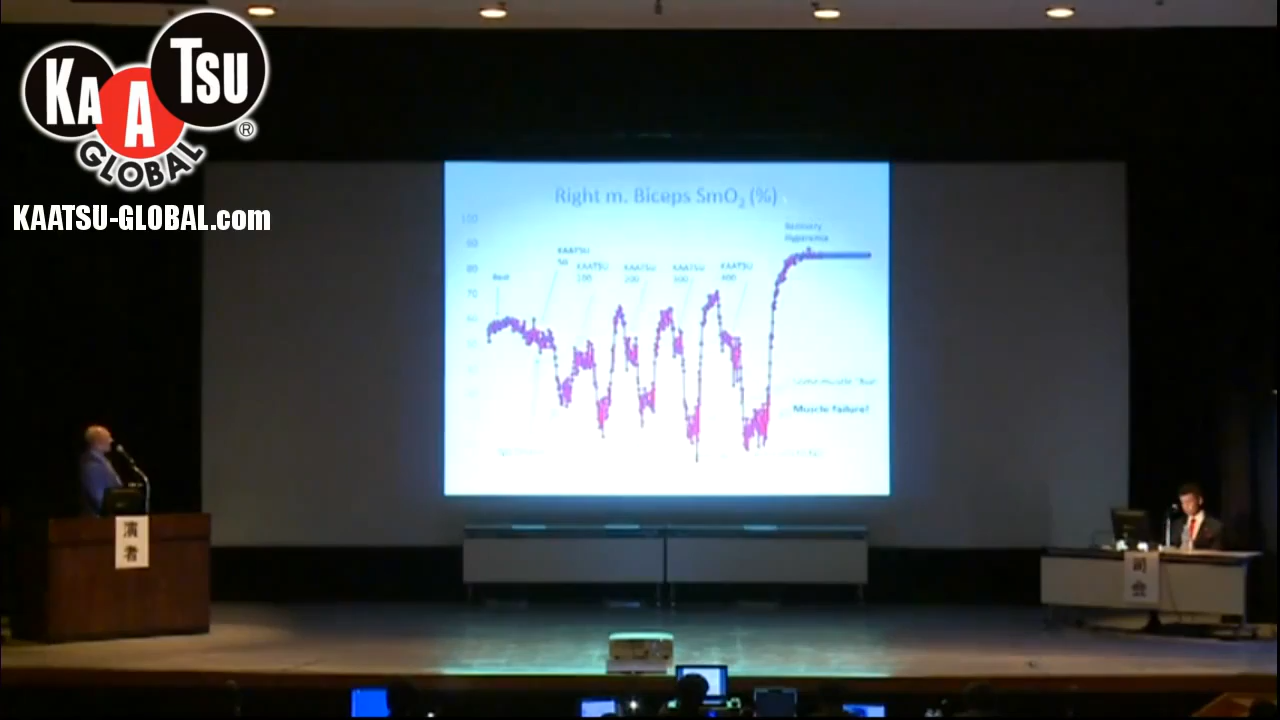 KAATSU
GLOBAL
®
KAATSU-GLOBAL.com
Right m. Biceps SmO₂ (%)
100
90
80
70
Recovery
Hyperemia
Rest
KAATSU
50
KAATSU
100
KAATSU
200
KAATSU
300
KAATSU
400
Muscle failure?
演者
司会